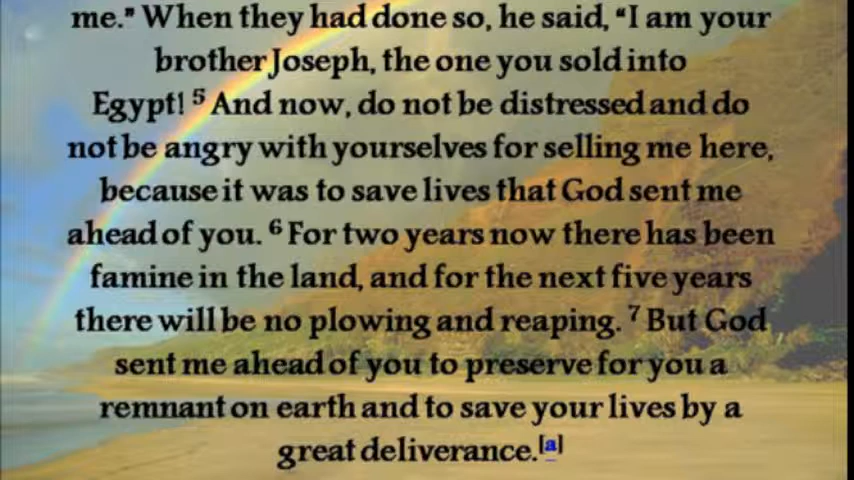 me.” When they had done so, he said, “I am your
brother Joseph, the one you sold into
Egypt! 5 And now, do not be distressed and do
not be angry with yourselves for selling me here,
because it was to save lives that God sent me
ahead of you. 6 For two years now there has been
famine in the land, and for the next five years
there will be no plowing and reaping. 7 But God
sent me ahead of you to preserve for you a
remnant on earth and to save your lives by a
great deliverance.[a]